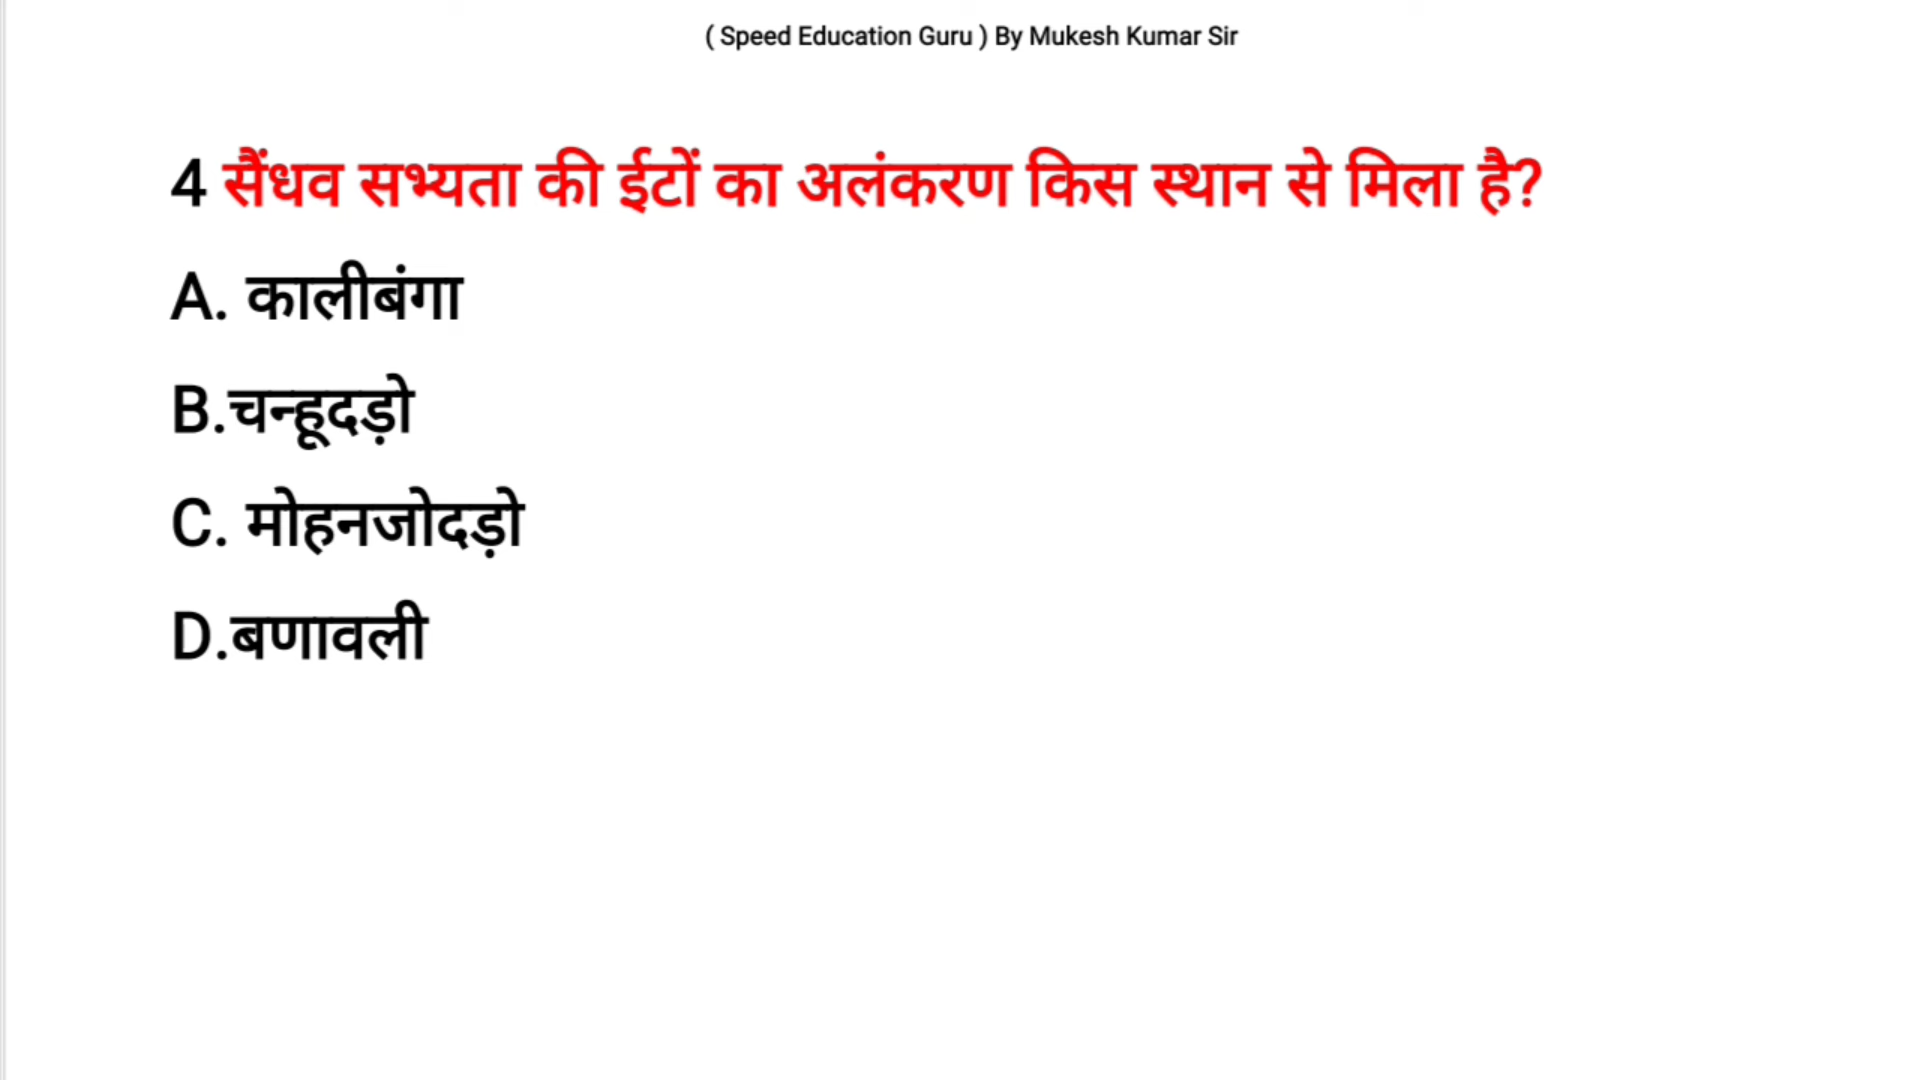 ( Speed Education Guru ) By Mukesh Kumar Sir
4 सैंधव सभ्यता की ईटों का अलंकरण किस स्थान से मिला है?
A. कालीबंगा
B.चन्हूदड़ो
C. मोहनजोदड़ो
D.बणावली